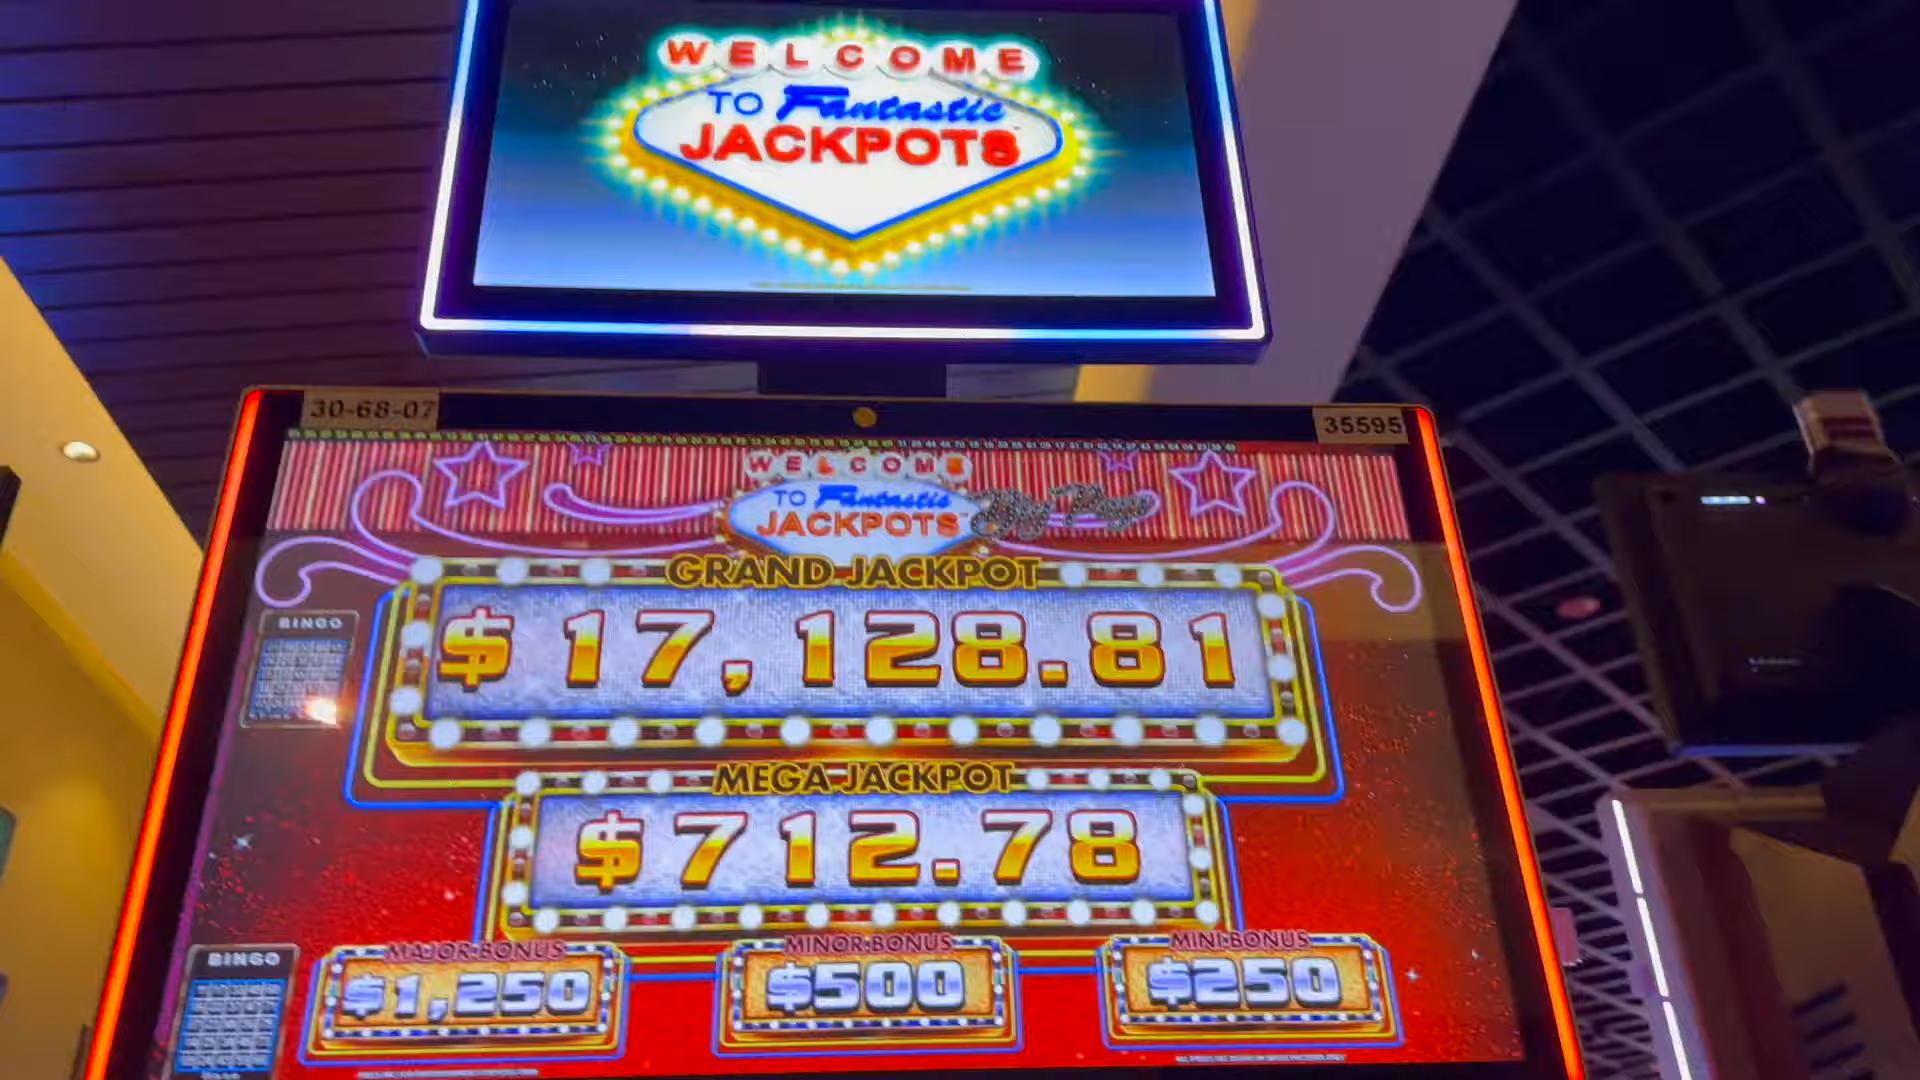 WELCOME
TO Fantastic
JACKPOTS
30-68-07
35595
WELCOME
TO Fantastic
JACKPOTS™
Big Pays
GRAND JACKPOT
$17,128.81
MEGA JACKPOT
$712.78
MAJOR BONUS
$1,250
MINOR BONUS
$500
MINI BONUS
$250
BINGO
BINGO